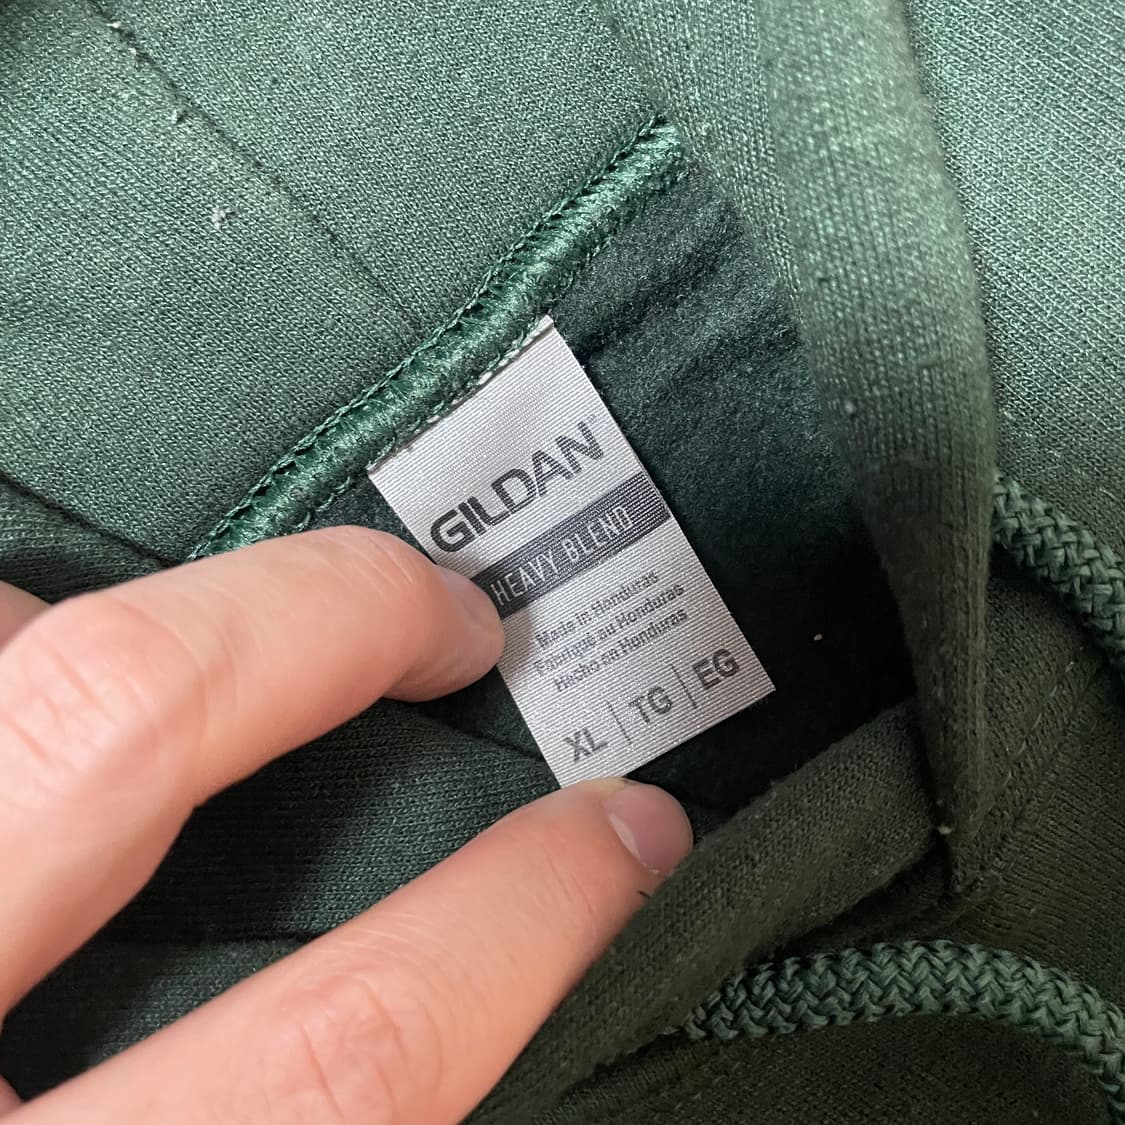 GILDAN
HEAVY BLEND
Made in Honduras
Fabriqué au Honduras
Hecho en Honduras
XL | TG | EG